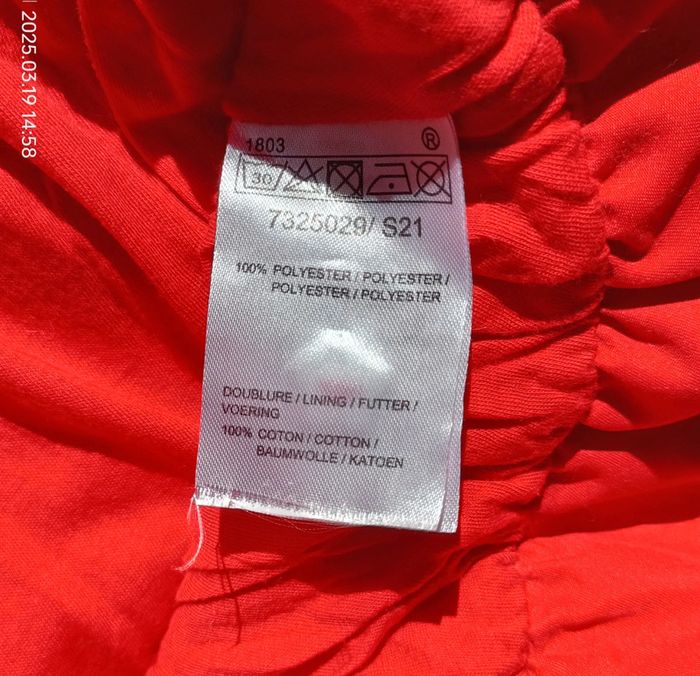 2025.03.19 14:58
1803 ®
30
7325029/ S21
100% POLYESTER / POLYESTER /
POLYESTER / POLYESTER
DOUBLURE / LINING / FUTTER /
VOERING
100% COTON / COTTON /
BAUMWOLLE / KATOEN